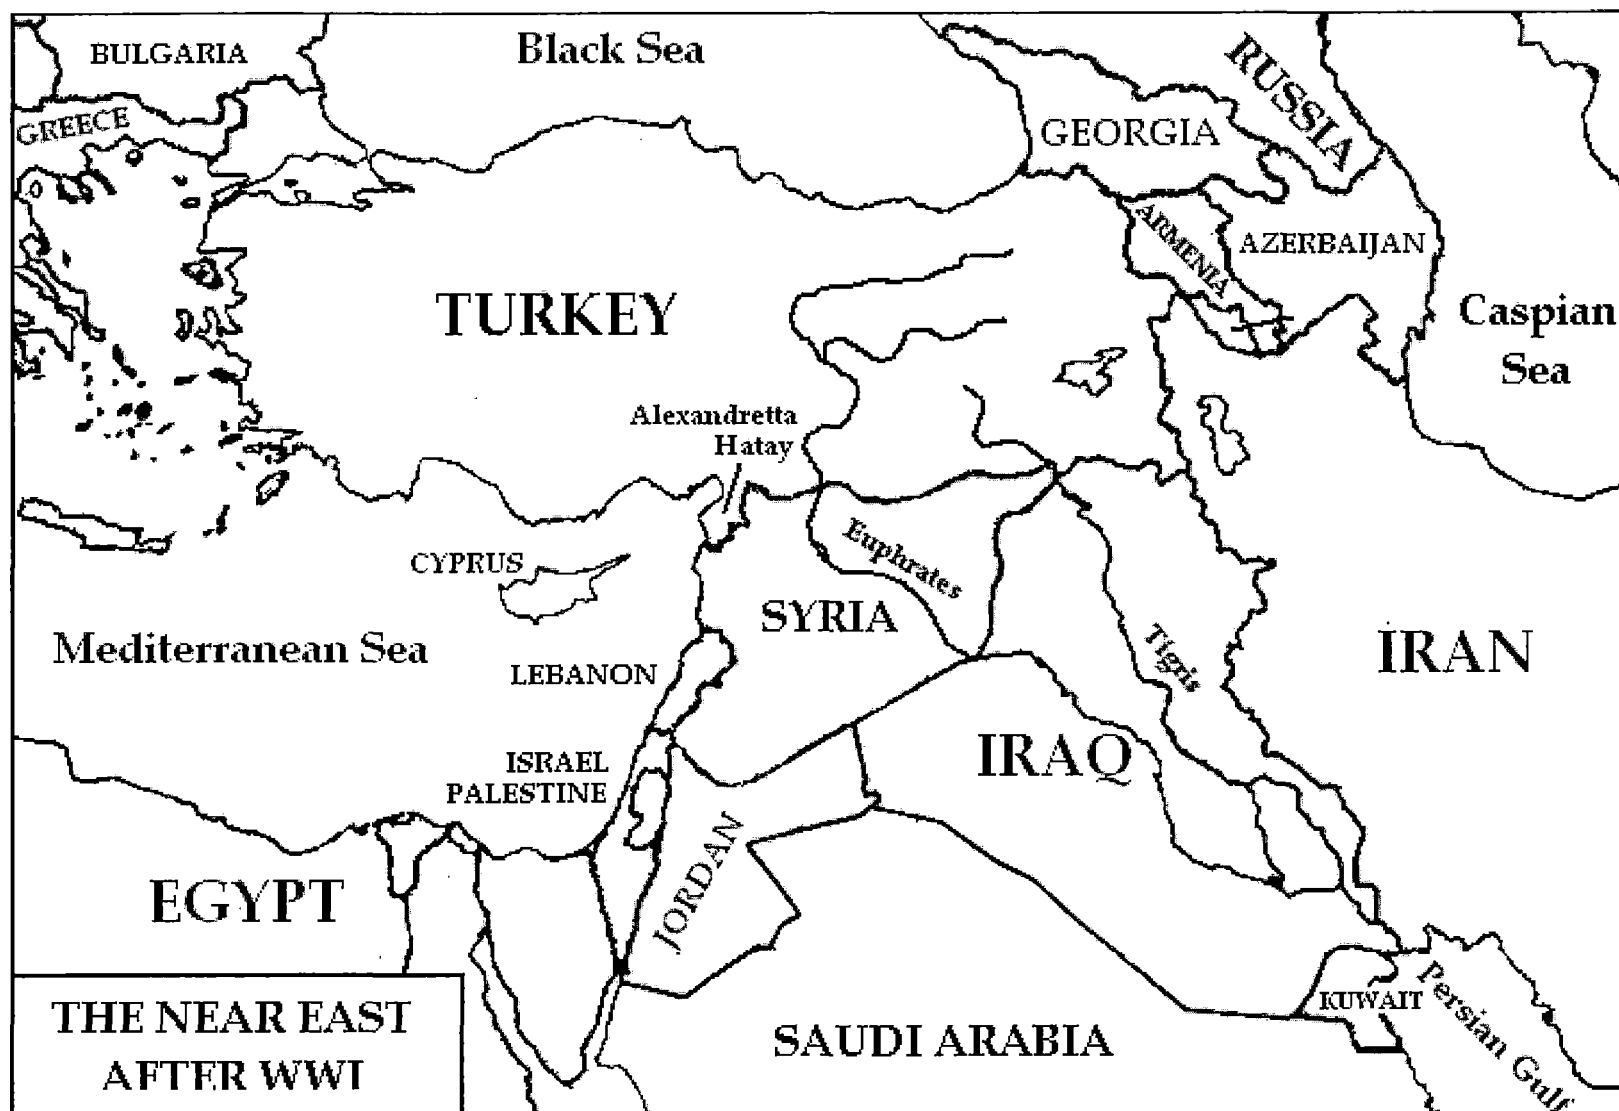 BULGARIA
Black Sea
RUSSIA
GREECE
GEORGIA
ARMENIA
AZERBAIJAN
TURKEY
Caspian
Sea
Alexandretta
Hatay
CYPRUS
Euphrates
SYRIA
Tigris
IRAN
Mediterranean Sea
LEBANON
ISRAEL
PALESTINE
IRAQ
JORDAN
EGYPT
KUWAIT
Persian Gulf
SAUDI ARABIA
THE NEAR EAST
AFTER WWI